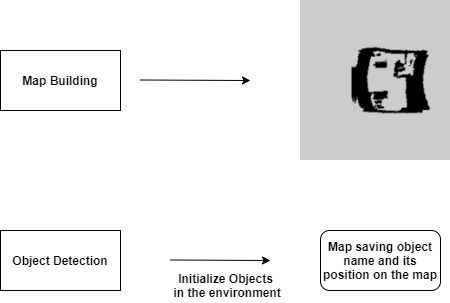 Map Building
Object Detection
Initialize Objects
in the environment
Map saving object
name and its
position on the map